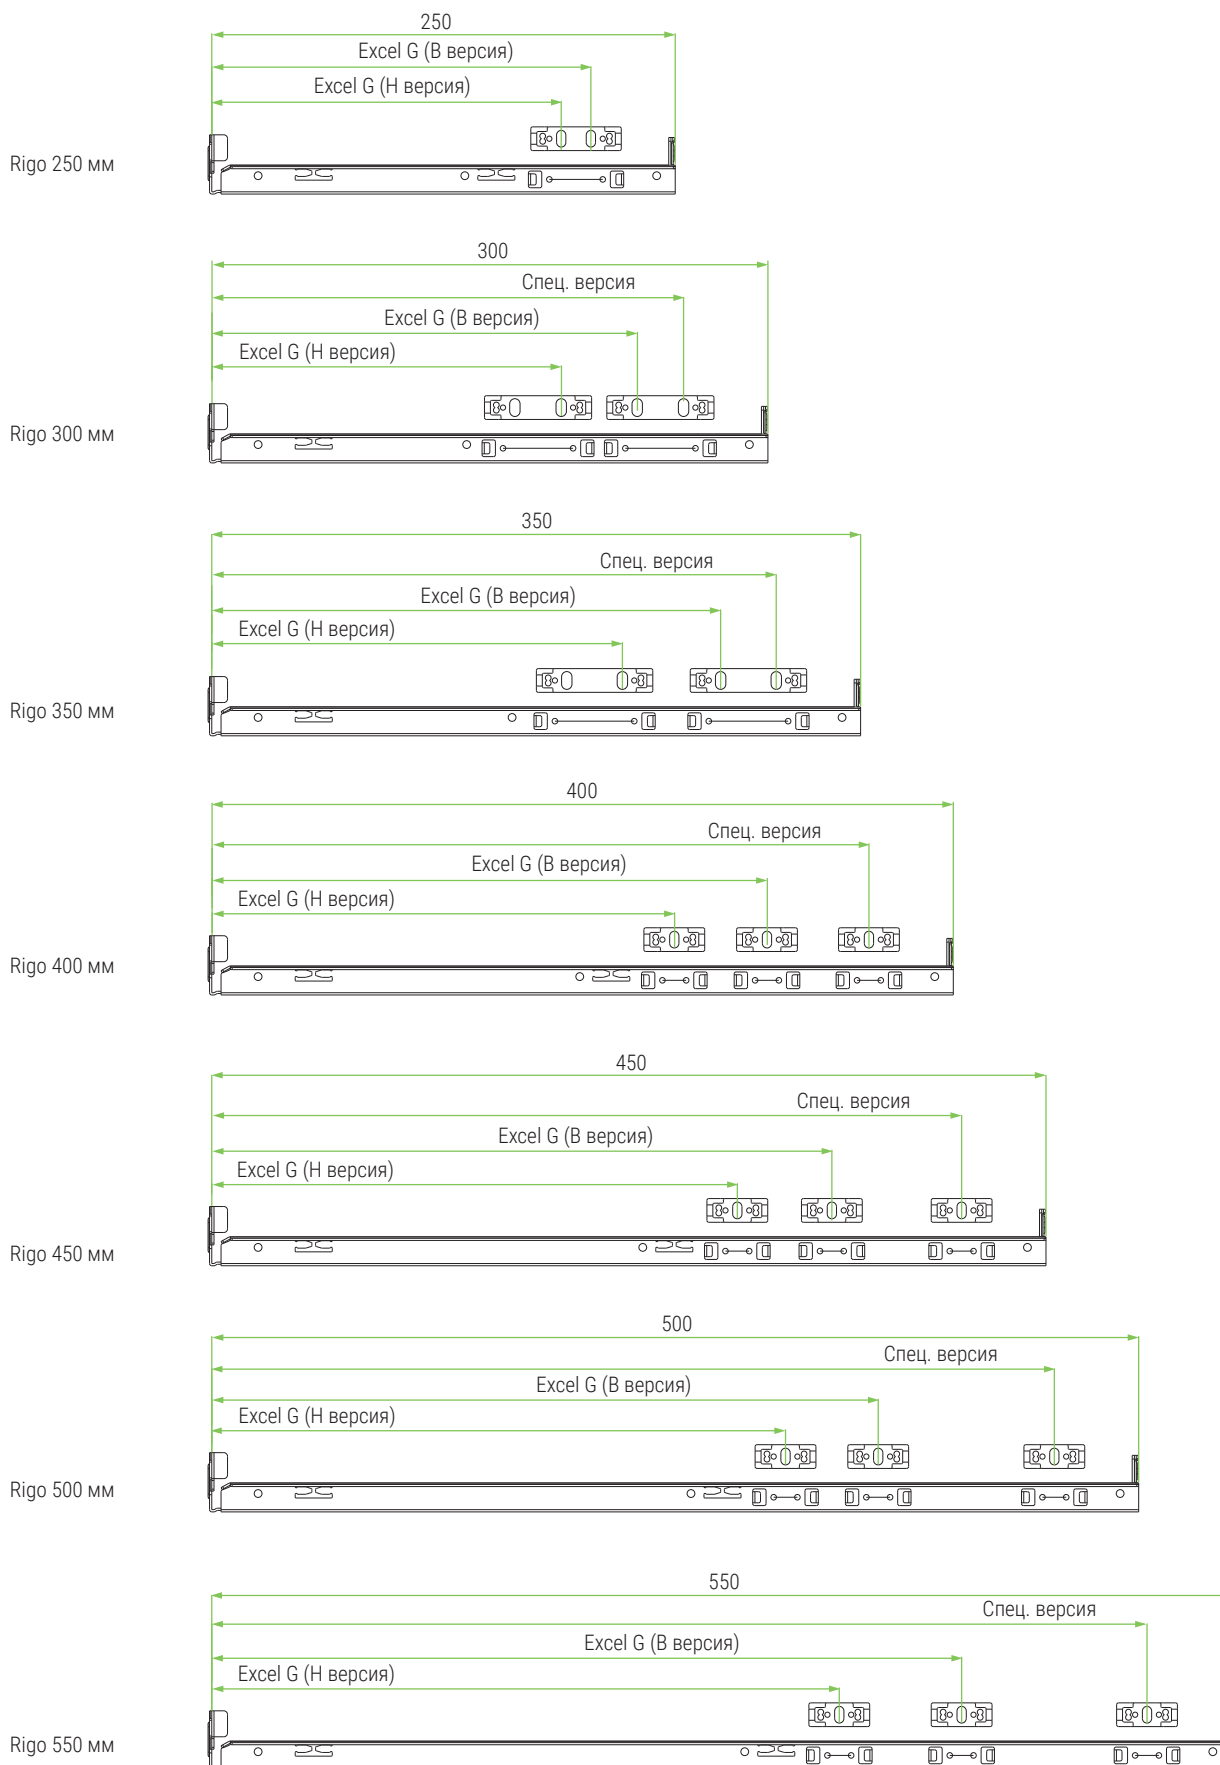 250
Excel G (В версия)
Excel G (Н версия)
Rigo 250 мм
300
Спец. версия
Excel G (В версия)
Excel G (Н версия)
Rigo 300 мм
350
Спец. версия
Excel G (В версия)
Excel G (Н версия)
Rigo 350 мм
400
Спец. версия
Excel G (В версия)
Excel G (Н версия)
Rigo 400 мм
450
Спец. версия
Excel G (В версия)
Excel G (Н версия)
Rigo 450 мм
500
Спец. версия
Excel G (В версия)
Excel G (Н версия)
Rigo 500 мм
550
Спец. версия
Excel G (В версия)
Excel G (Н версия)
Rigo 550 мм